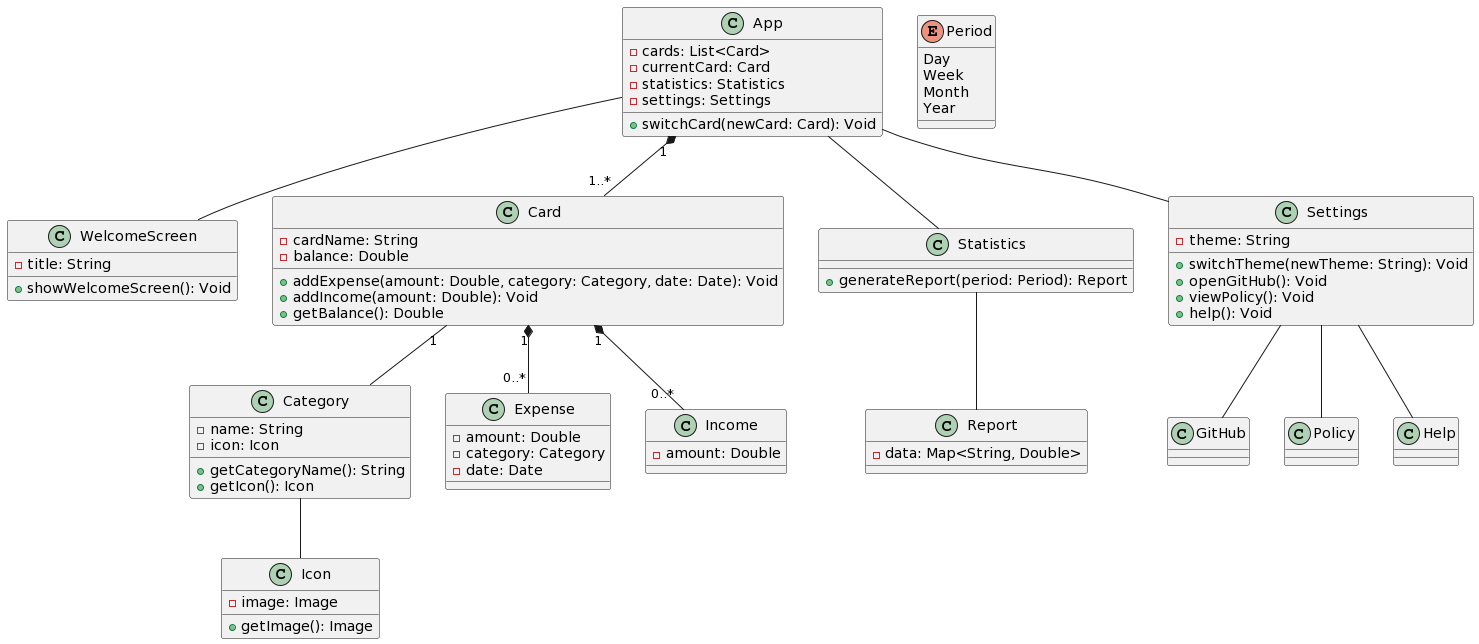 C App
cards: List<Card>
currentCard: Card
statistics: Statistics
settings: Settings
switchCard(newCard: Card): Void
E Period
Day
Week
Month
Year
1
1..*
C WelcomeScreen
title: String
showWelcomeScreen(): Void
C Card
cardName: String
balance: Double
addExpense(amount: Double, category: Category, date: Date): Void
addIncome(amount: Double): Void
getBalance(): Double
C Statistics
generateReport(period: Period): Report
C Settings
theme: String
switchTheme(newTheme: String): Void
openGitHub(): Void
viewPolicy(): Void
help(): Void
1
1
1
0..*
0..*
C Category
name: String
icon: Icon
getCategoryName(): String
getIcon(): Icon
C Expense
amount: Double
category: Category
date: Date
C Income
amount: Double
C Report
data: Map<String, Double>
C GitHub
C Policy
C Help
C Icon
image: Image
getImage(): Image